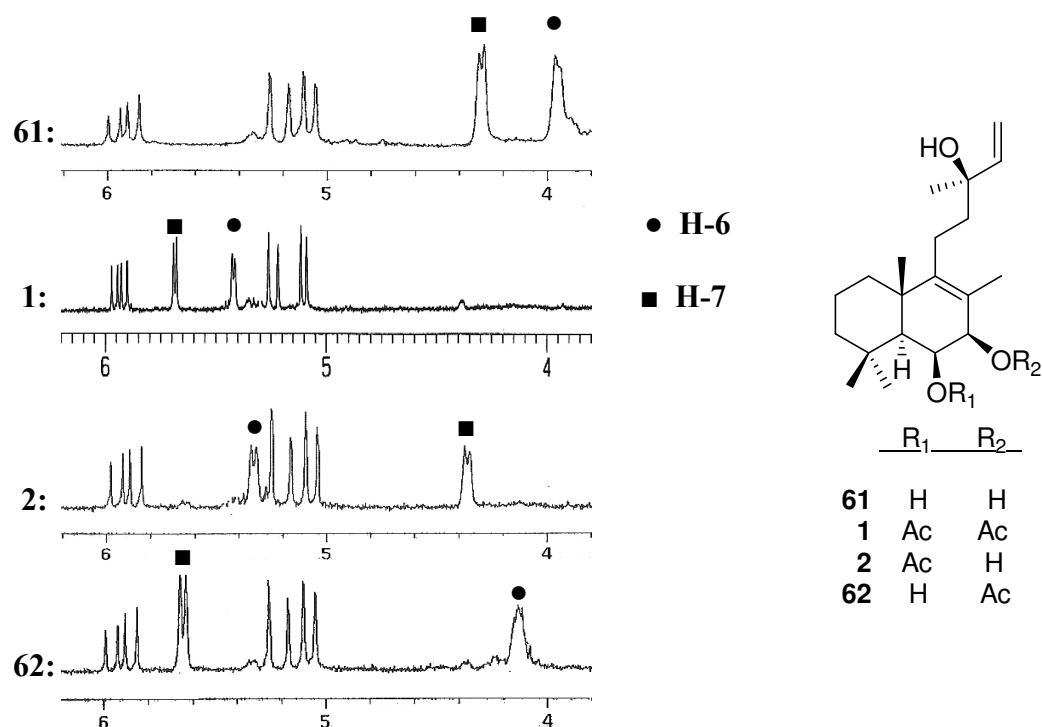 ■ ●
61:
6 5 4
■ ●
1:
6 5 4
● ■
2:
6 5 4
■ ●
62:
6 5 4
● H-6
■ H-7
HO
H
OR2
OR1
R1 R2
61 H H
1 Ac Ac
2 Ac H
62 H Ac